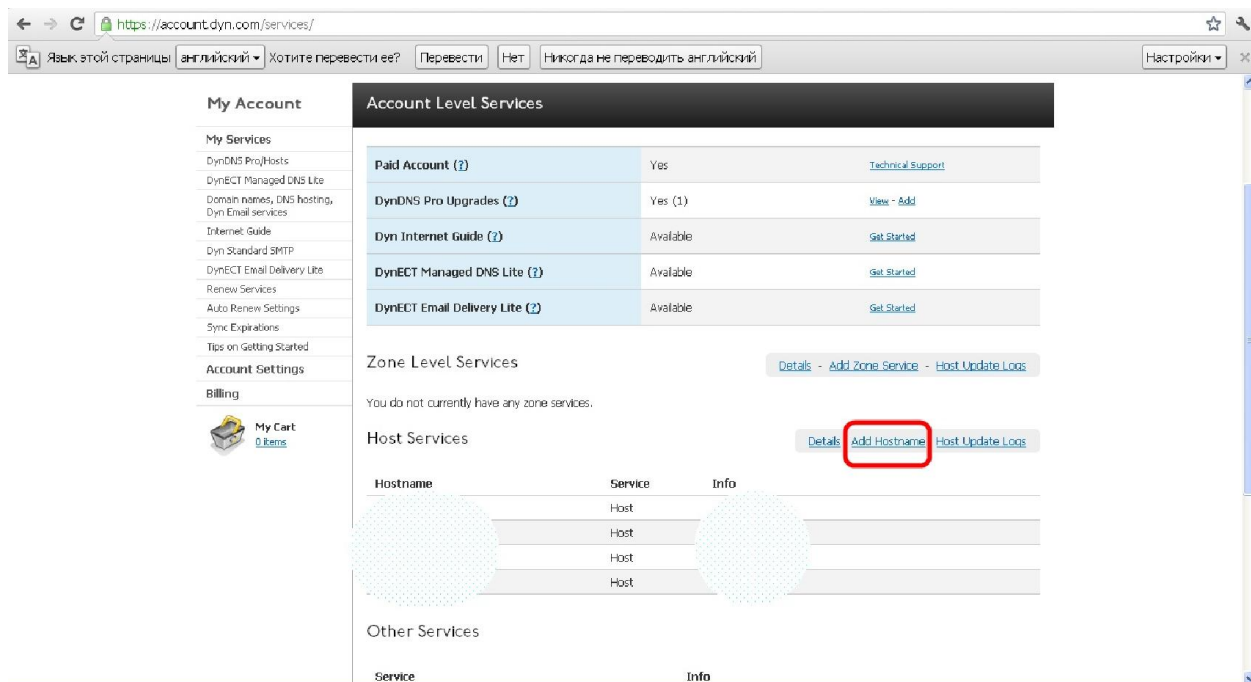 https://account.dyn.com/services/
Язык этой страницы английский Хотите перевести ее? Перевести Нет Никогда не переводить английский Настройки
My Account
My Services
DynDNS Pro/Hosts
DynECT Managed DNS Lite
Domain names, DNS hosting,
Dyn Email services
Internet Guide
Dyn Standard SMTP
DynECT Email Delivery Lite
Renew Services
Auto Renew Settings
Sync Expirations
Tips on Getting Started
Account Settings
Billing
My Cart
0 items
Account Level Services
Paid Account (?) Yes Technical Support
DynDNS Pro Upgrades (?) Yes (1) View - Add
Dyn Internet Guide (?) Available Get Started
DynECT Managed DNS Lite (?) Available Get Started
DynECT Email Delivery Lite (?) Available Get Started
Zone Level Services Details - Add Zone Service - Host Update Logs
You do not currently have any zone services.
Host Services Details Add Hostname Host Update Logs
Hostname Service Info
Host
Host
Host
Host
Other Services
Service Info